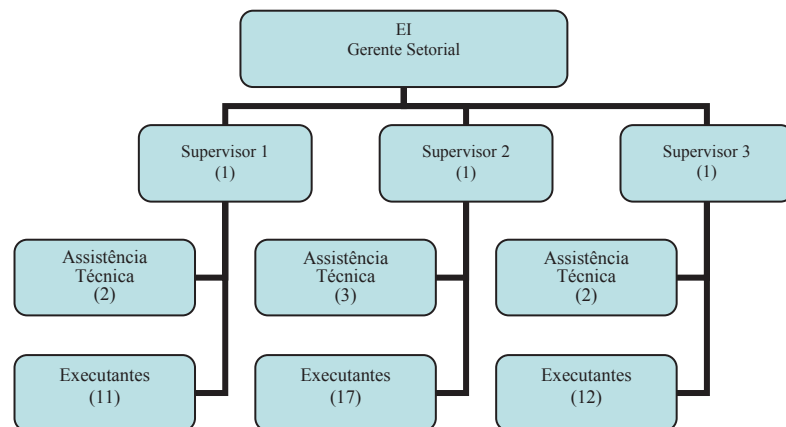 EI
Gerente Setorial
Supervisor 1
(1)
Supervisor 2
(1)
Supervisor 3
(1)
Assistência
Técnica
(2)
Assistência
Técnica
(3)
Assistência
Técnica
(2)
Executantes
(11)
Executantes
(17)
Executantes
(12)